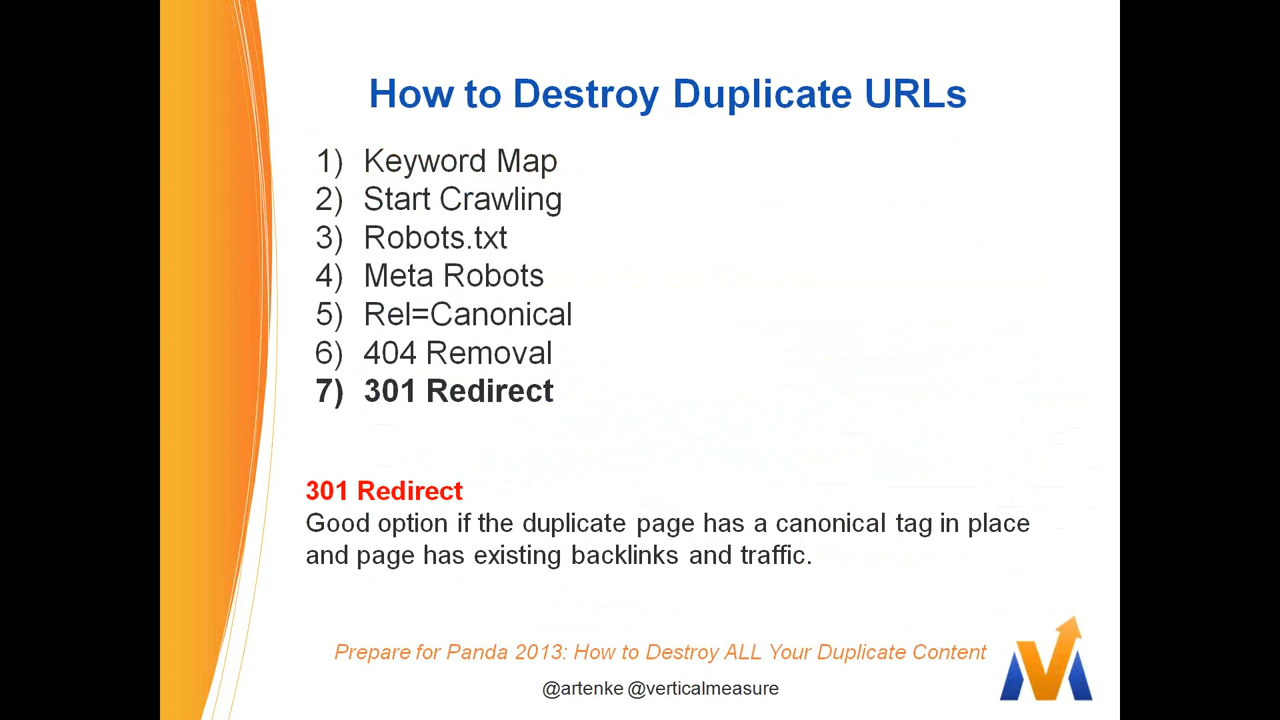 How to Destroy Duplicate URLs
1) Keyword Map
2) Start Crawling
3) Robots.txt
4) Meta Robots
5) Rel=Canonical
6) 404 Removal
7) 301 Redirect
301 Redirect
Good option if the duplicate page has a canonical tag in place
and page has existing backlinks and traffic.
Prepare for Panda 2013: How to Destroy ALL Your Duplicate Content
@artenke @verticalmeasure